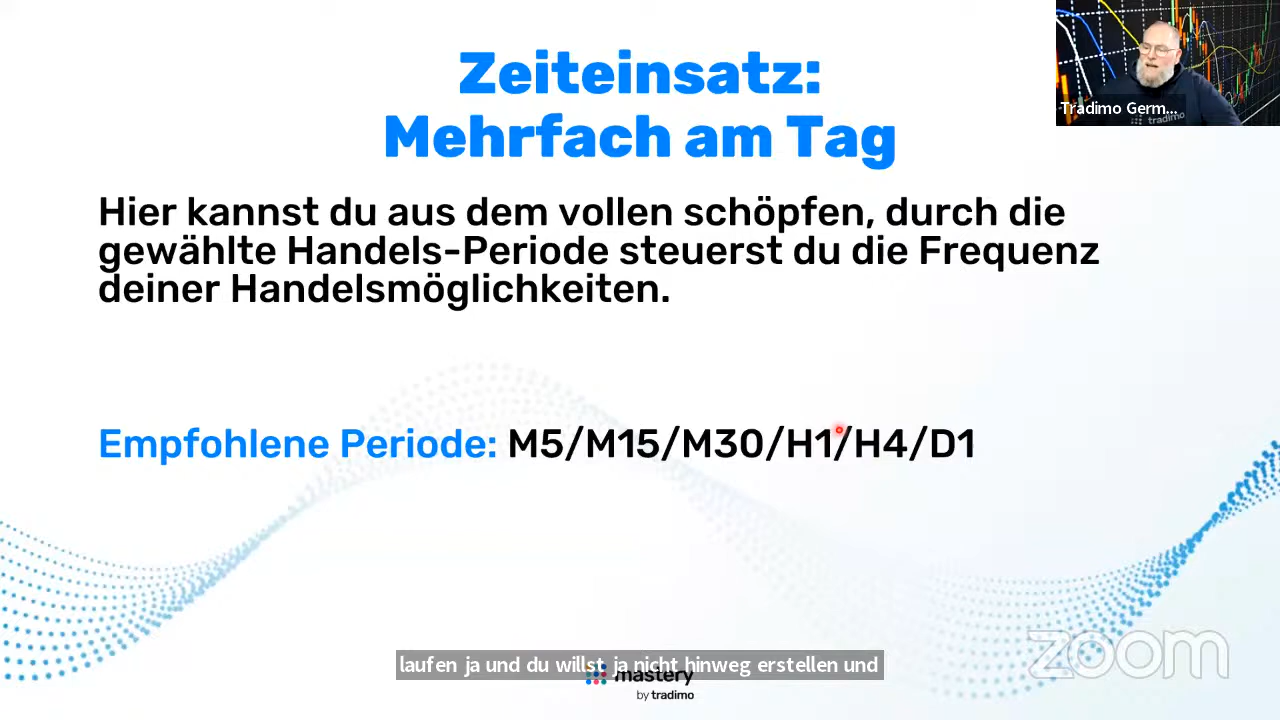 Zeiteinsatz:
Mehrfach am Tag
Tradimo Germ...
tradimo
Hier kannst du aus dem vollen schöpfen, durch die
gewählte Handels-Periode steuerst du die Frequenz
deiner Handelsmöglichkeiten.
Empfohlene Periode: M5/M15/M30/H1/H4/D1
zoom
laufen ja und du willst ja nicht hinweg erstellen und
mastery
by tradimo